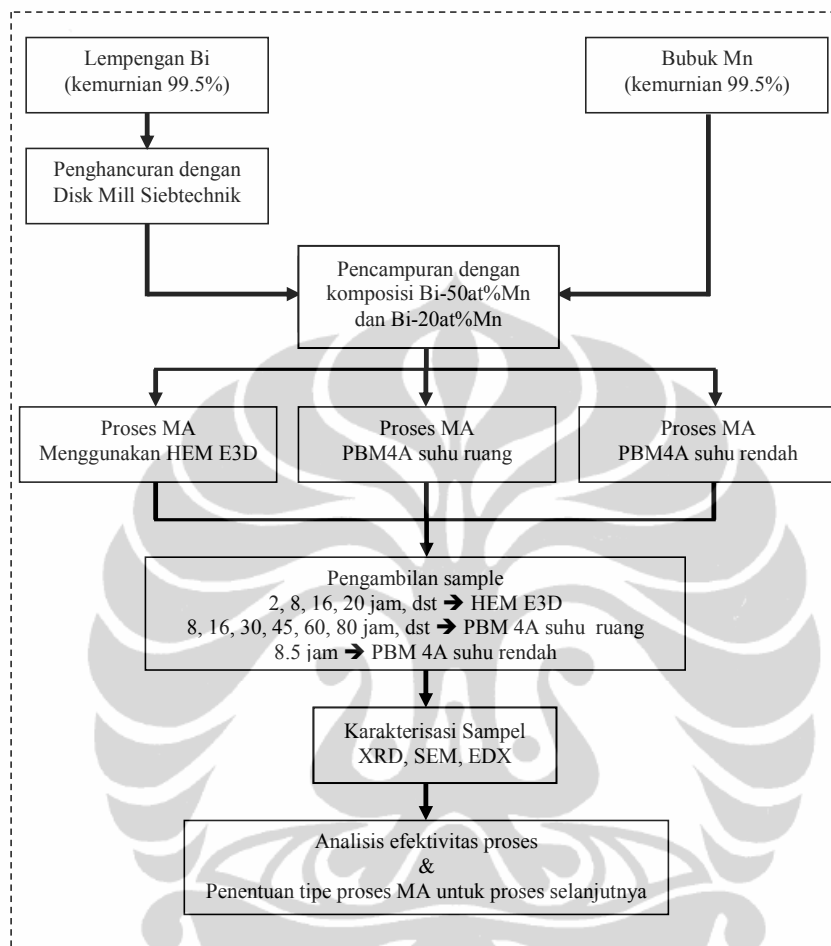 Lempengan Bi
(kemurnian 99.5%)
Bubuk Mn
(kemurnian 99.5%)
Penghancuran dengan
Disk Mill Siebtechnik
Pencampuran dengan
komposisi Bi-50at%Mn
dan Bi-20at%Mn
Proses MA
Menggunakan HEM E3D
Proses MA
PBM4A suhu ruang
Proses MA
PBM4A suhu rendah
Pengambilan sample
2, 8, 16, 20 jam, dst ➔ HEM E3D
8, 16, 30, 45, 60, 80 jam, dst ➔ PBM 4A suhu ruang
8.5 jam ➔ PBM 4A suhu rendah
Karakterisasi Sampel
XRD, SEM, EDX
Analisis efektivitas proses
&
Penentuan tipe proses MA untuk proses selanjutnya